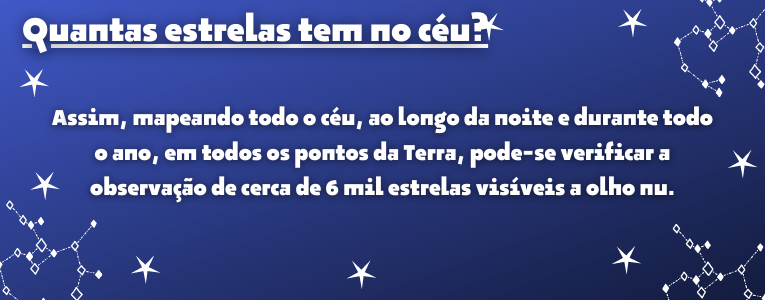 Quantas estrelas tem no céu?
Assim, mapeando todo o céu, ao longo da noite e durante todo
o ano, em todos os pontos da Terra, pode-se verificar a
observação de cerca de 6 mil estrelas visíveis a olho nu.